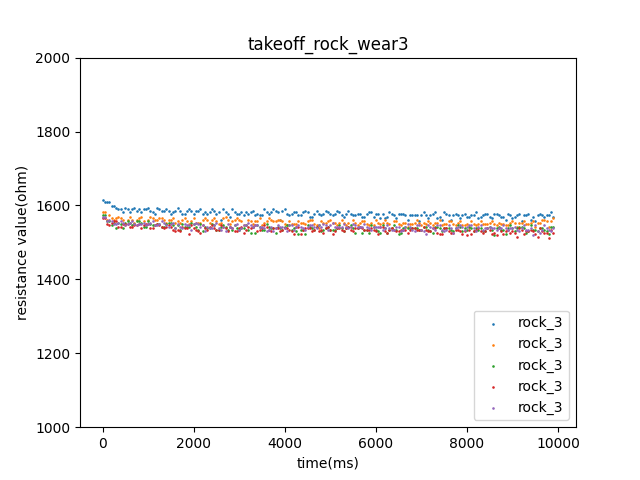 takeoff_rock_wear3
resistance value(ohm)
2000
1800
1600
1400
1200
1000
rock_3
rock_3
rock_3
rock_3
rock_3
0 2000 4000 6000 8000 10000
time(ms)